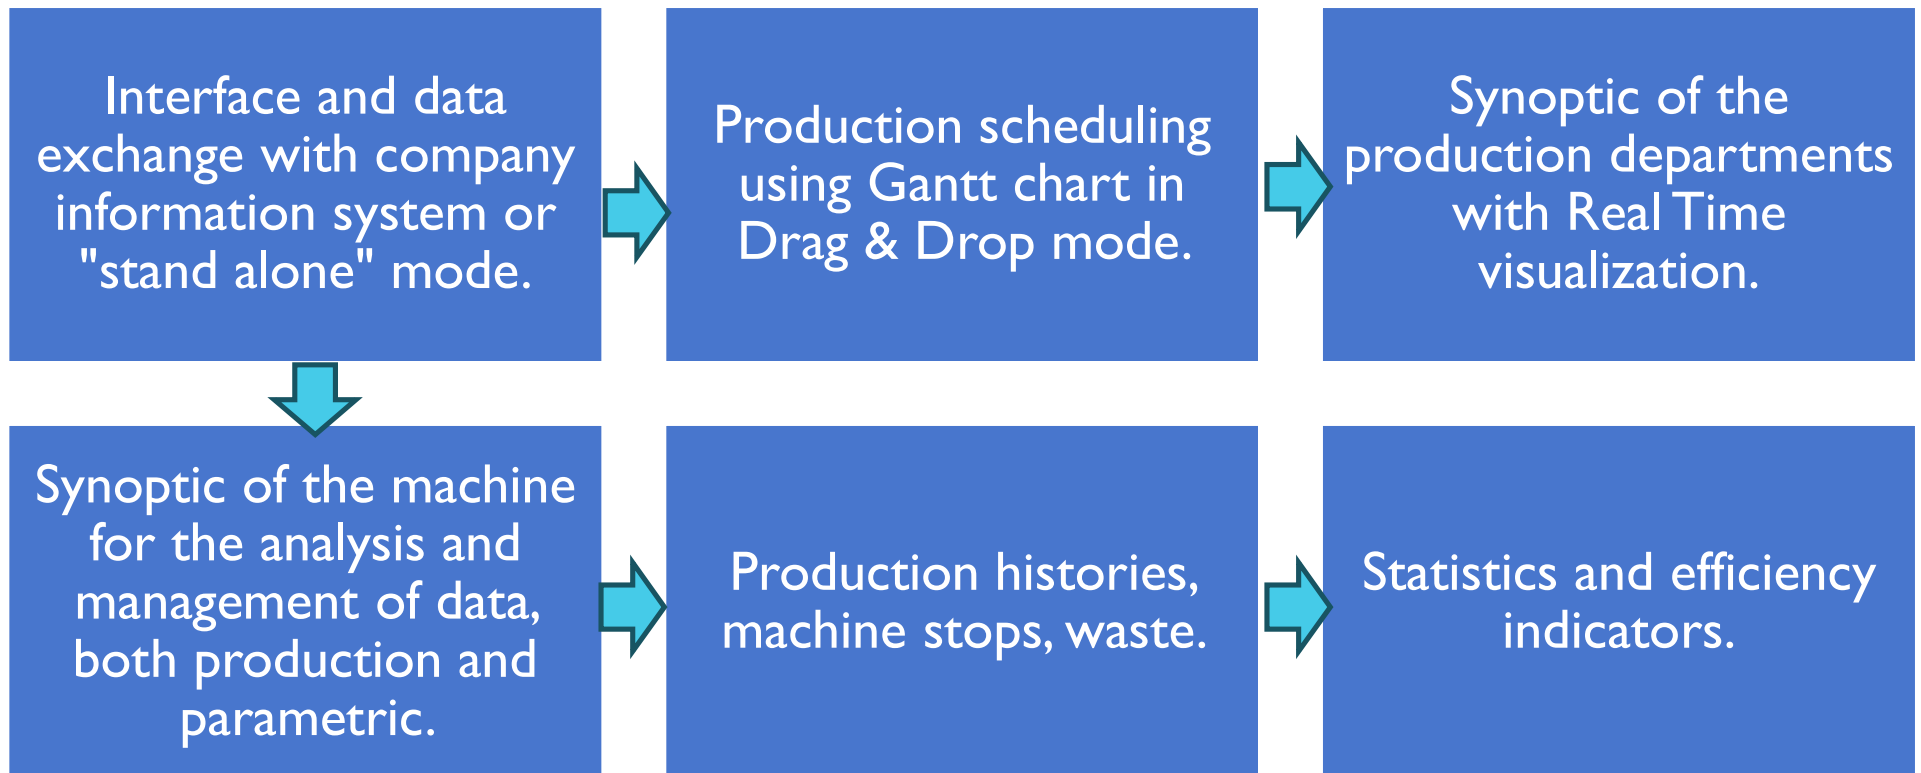 Interface and data
exchange with company
information system or
"stand alone" mode.
Production scheduling
using Gantt chart in
Drag & Drop mode.
Synoptic of the
production departments
with Real Time
visualization.
Synoptic of the machine
for the analysis and
management of data,
both production and
parametric.
Production histories,
machine stops, waste.
Statistics and efficiency
indicators.